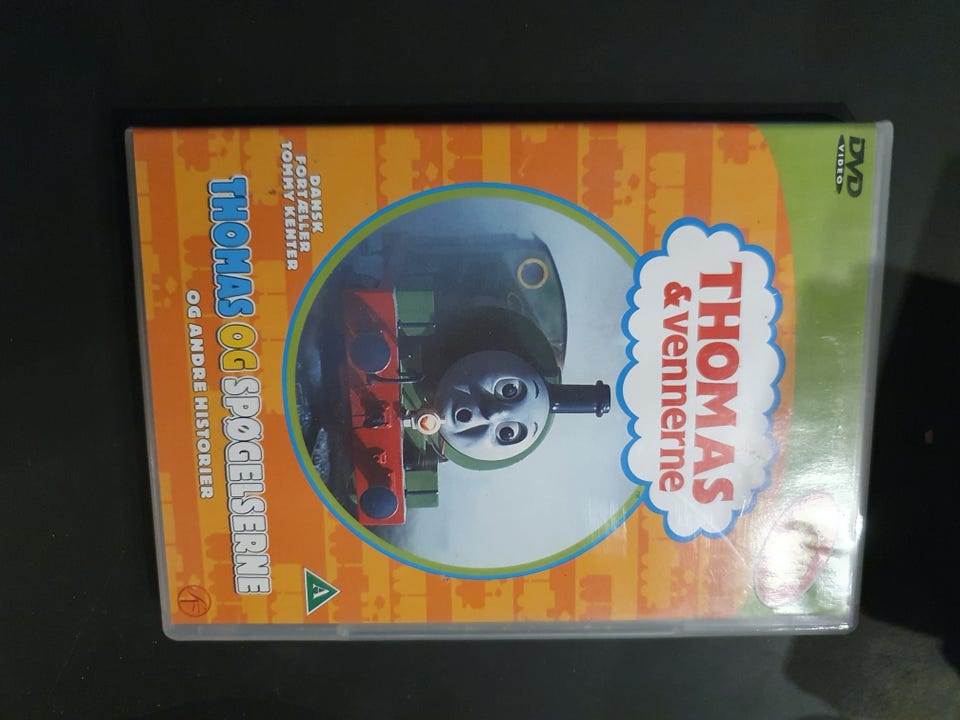 DVD
VIDEO
THOMAS
& vennerne
DANSK
FORTÆLLER
TOMMY KENTER
A
THOMAS OG SPØGELSERNE
OG ANDRE HISTORIER